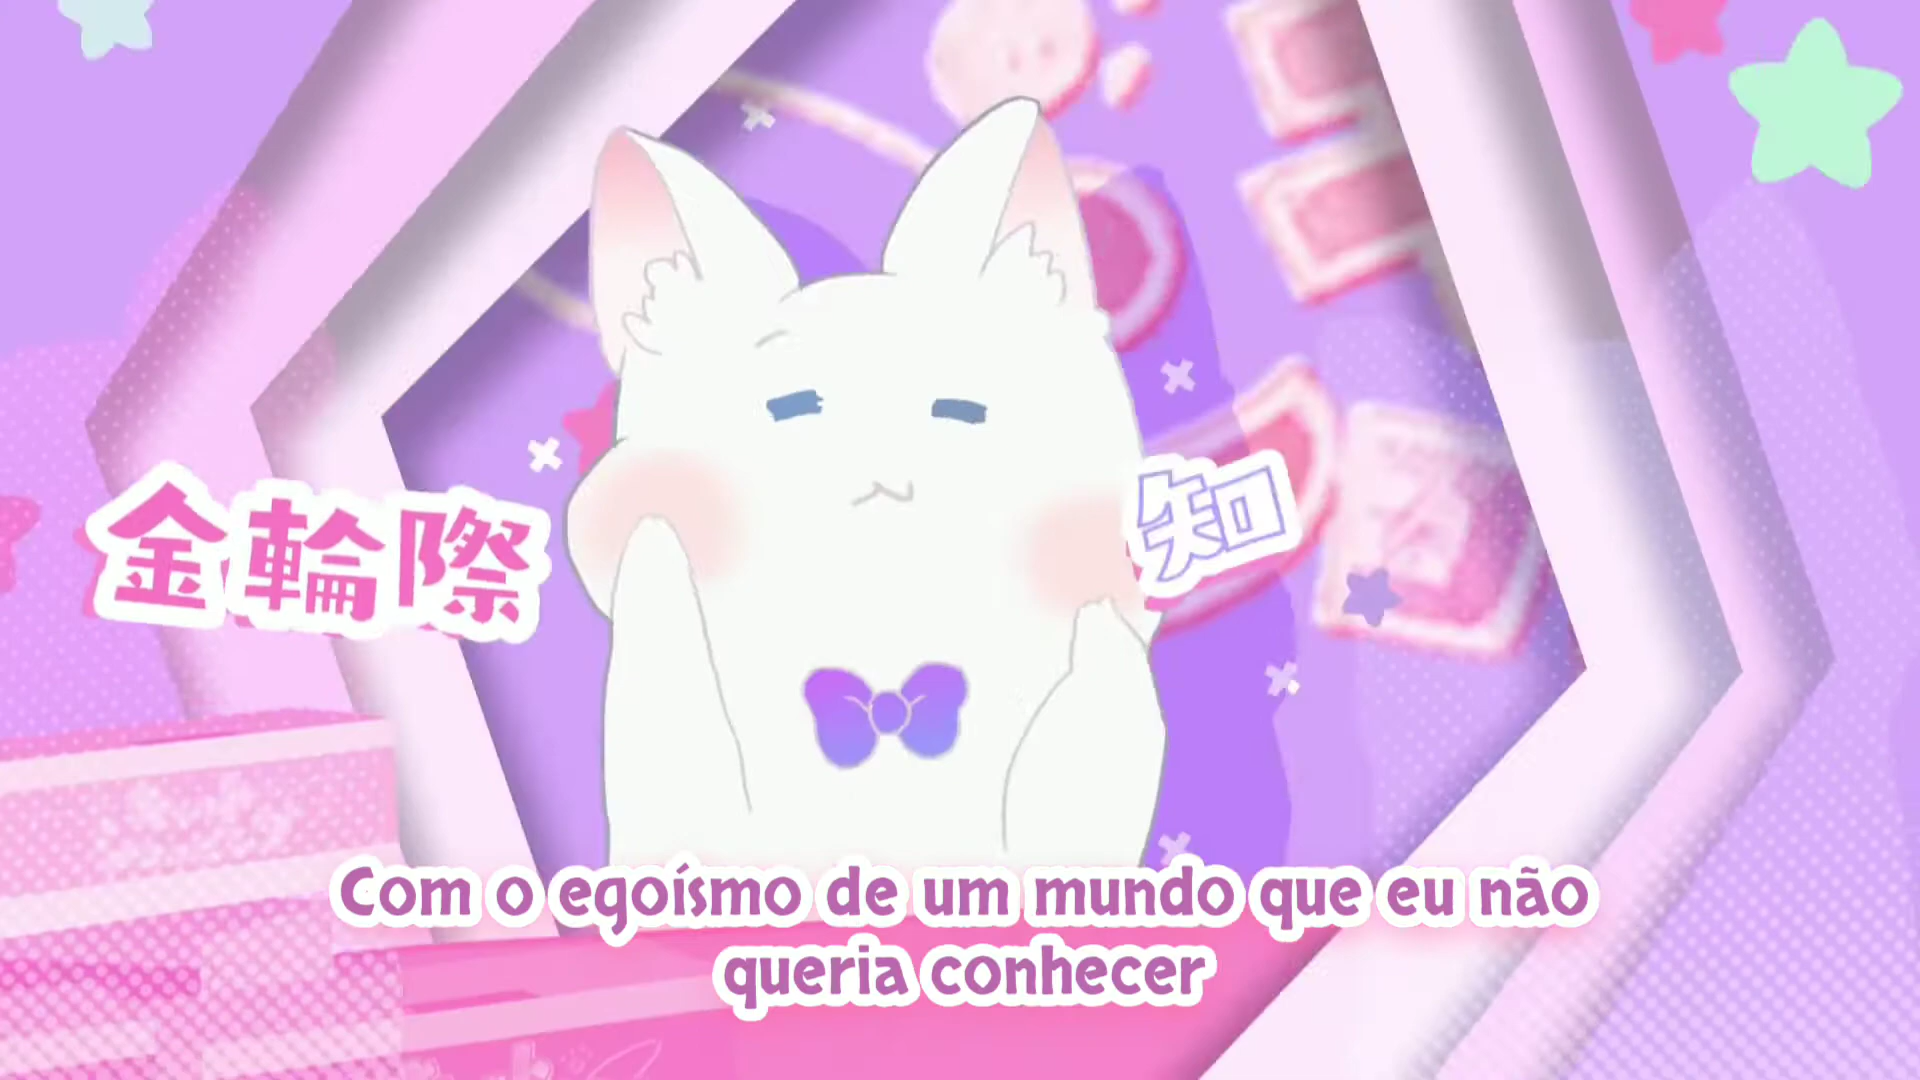 金輪際
知
Com o egoísmo de um mundo que eu não
queria conhecer